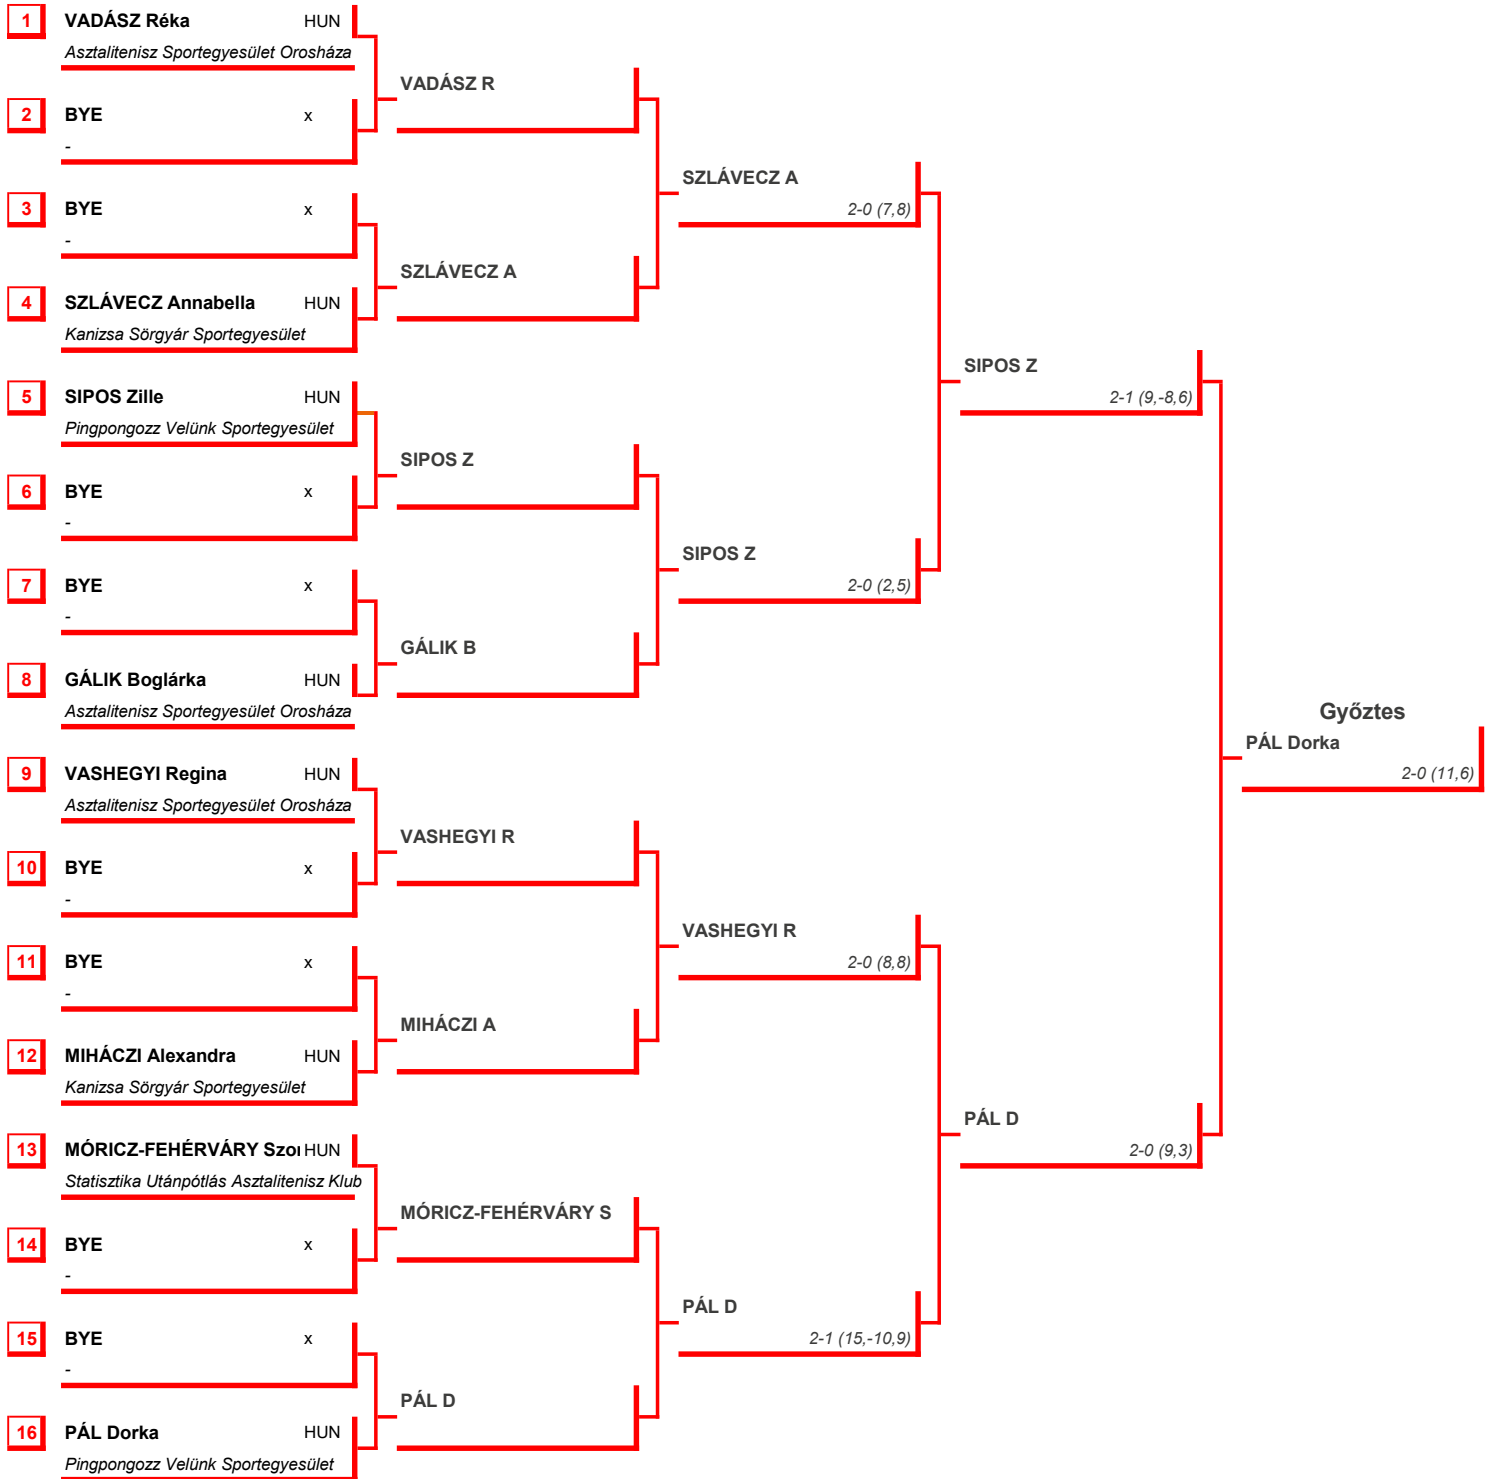 1 VADÁSZ Réka HUN
Asztalitenisz Sportegyesület Orosháza
VADÁSZ R
2 BYE x
-
SZLÁVECZ A
2-0 (7,8)
3 BYE x
-
SZLÁVECZ A
4 SZLÁVECZ Annabella HUN
Kanizsa Sörgyár Sportegyesület
SIPOS Z
2-1 (9,-8,6)
5 SIPOS Zille HUN
Pingpongozz Velünk Sportegyesület
SIPOS Z
6 BYE x
-
SIPOS Z
2-0 (2,5)
7 BYE x
-
GÁLIK B
8 GÁLIK Boglárka HUN
Asztalitenisz Sportegyesület Orosháza
Győztes
PÁL Dorka
2-0 (11,6)
9 VASHEGYI Regina HUN
Asztalitenisz Sportegyesület Orosháza
VASHEGYI R
10 BYE x
-
VASHEGYI R
2-0 (8,8)
11 BYE x
-
MIHÁCZI A
12 MIHÁCZI Alexandra HUN
Kanizsa Sörgyár Sportegyesület
PÁL D
2-0 (9,3)
13 MÓRICZ-FEHÉRVÁRY Szo HUN
Statisztika Utánpótlás Asztalitenisz Klub
MÓRICZ-FEHÉRVÁRY S
14 BYE x
-
PÁL D
2-1 (15,-10,9)
15 BYE x
-
PÁL D
16 PÁL Dorka HUN
Pingpongozz Velünk Sportegyesület